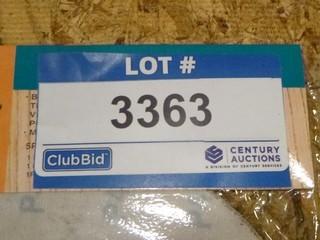 LOT #
3363
ClubBid
CENTURY
AUCTIONS
A DIVISION OF CENTURY SERVICES